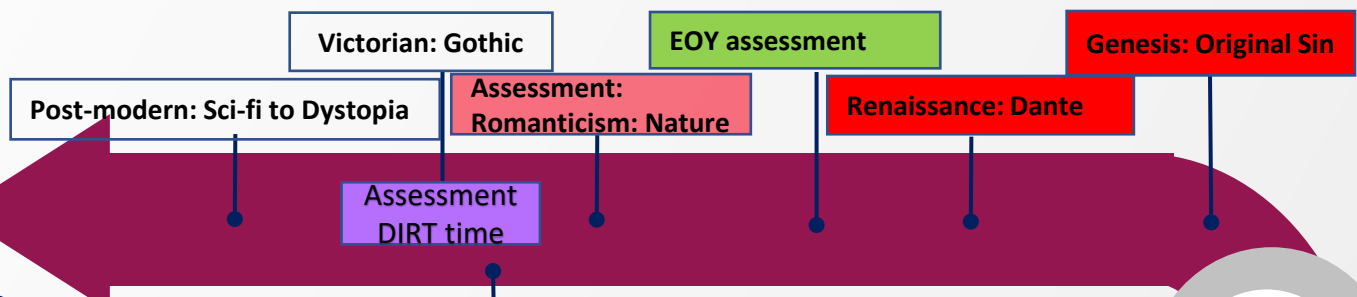 Victorian: Gothic
EOY assessment
Genesis: Original Sin
Post-modern: Sci-fi to Dystopia
Assessment:
Romanticism: Nature
Renaissance: Dante
Assessment
DIRT time